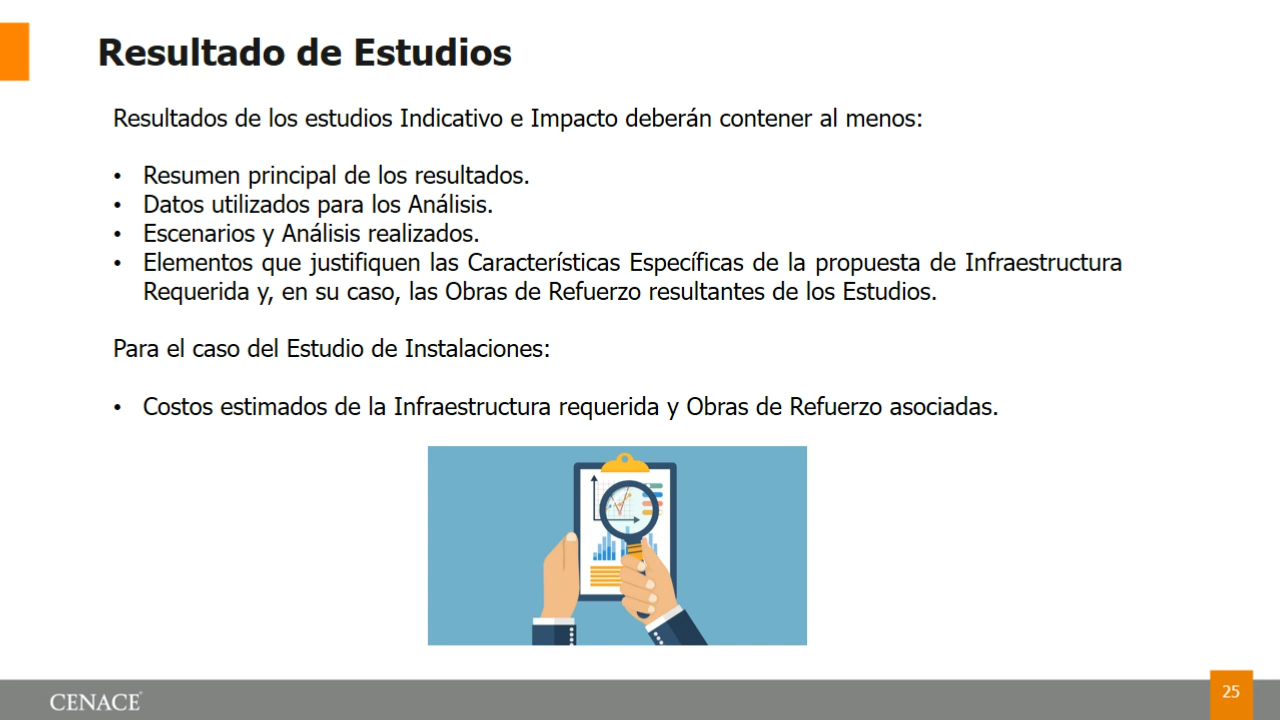 Resultado de Estudios
Resultados de los estudios Indicativo e Impacto deberán contener al menos:
• Resumen principal de los resultados.
• Datos utilizados para los Análisis.
• Escenarios y Análisis realizados.
• Elementos que justifiquen las Características Específicas de la propuesta de Infraestructura
Requerida y, en su caso, las Obras de Refuerzo resultantes de los Estudios.
Para el caso del Estudio de Instalaciones:
• Costos estimados de la Infraestructura requerida y Obras de Refuerzo asociadas.
CENACE
25